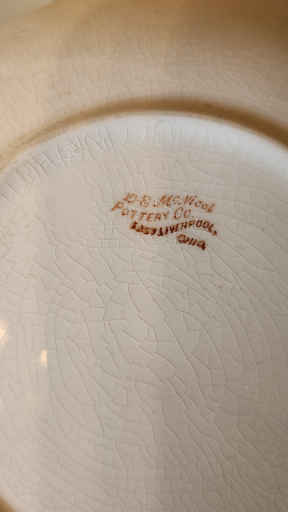 D.E. McNicol
POTTERY CO.
EAST LIVERPOOL,
OHIO